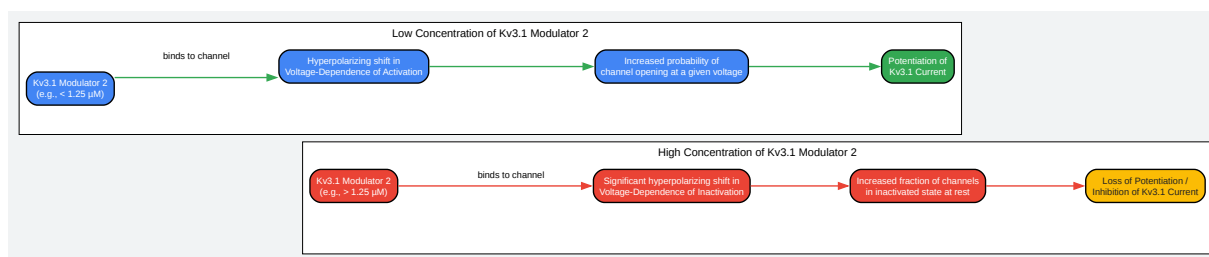 Low Concentration of Kv3.1 Modulator 2
binds to channel
Kv3.1 Modulator 2
(e.g., < 1.25 µM)
Hyperpolarizing shift in
Voltage-Dependence of Activation
Increased probability of
channel opening at a given voltage
Potentiation of
Kv3.1 Current
High Concentration of Kv3.1 Modulator 2
Kv3.1 Modulator 2
(e.g., > 1.25 µM)
binds to channel
Significant hyperpolarizing shift in
Voltage-Dependence of Inactivation
Increased fraction of channels
in inactivated state at rest
Loss of Potentiation /
Inhibition of Kv3.1 Current